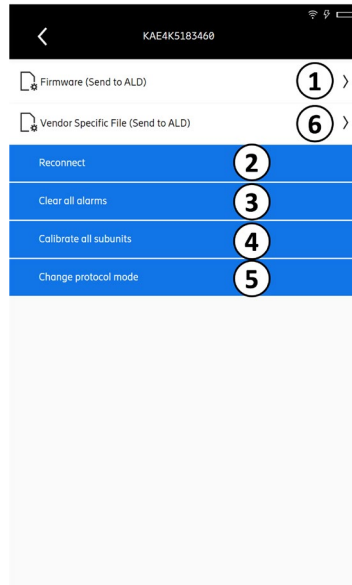 KAE4K5183460
Firmware (Send to ALD) 1
Vendor Specific File (Send to ALD) 6
Reconnect 2
Clear all alarms 3
Calibrate all subunits 4
Change protocol mode 5